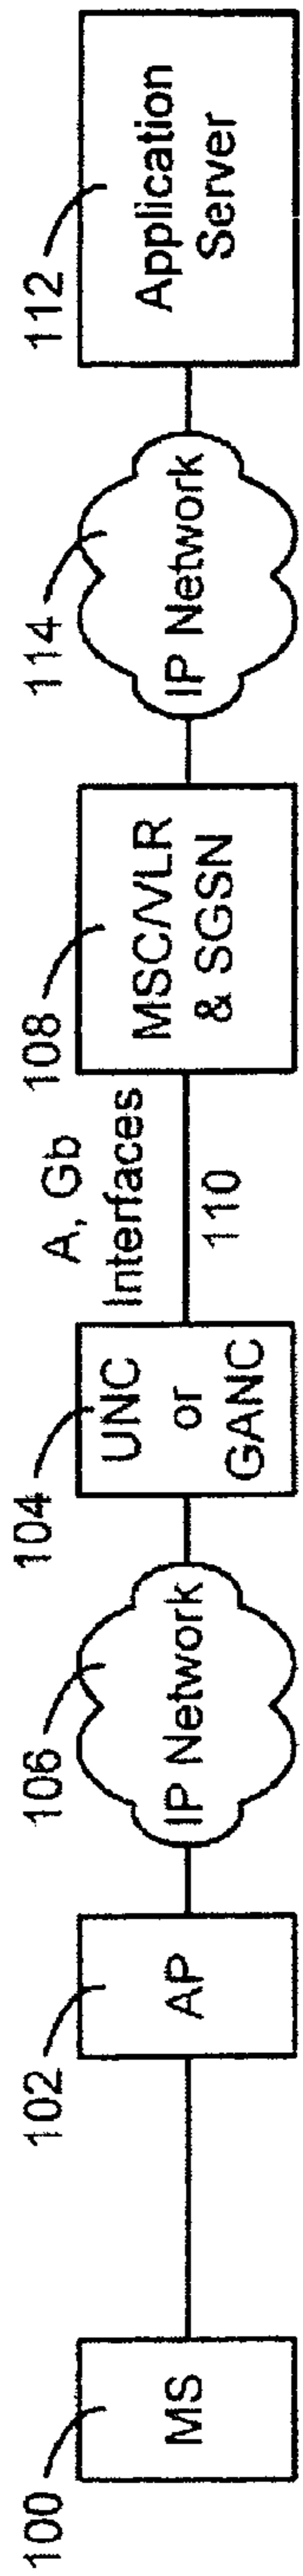 100
MS
102
AP
106
IP Network
104
UNC
or
GANC
A, Gb
Interfaces
110
108
MSC/VLR
& SGSN
114
IP Network
112
Application
Server